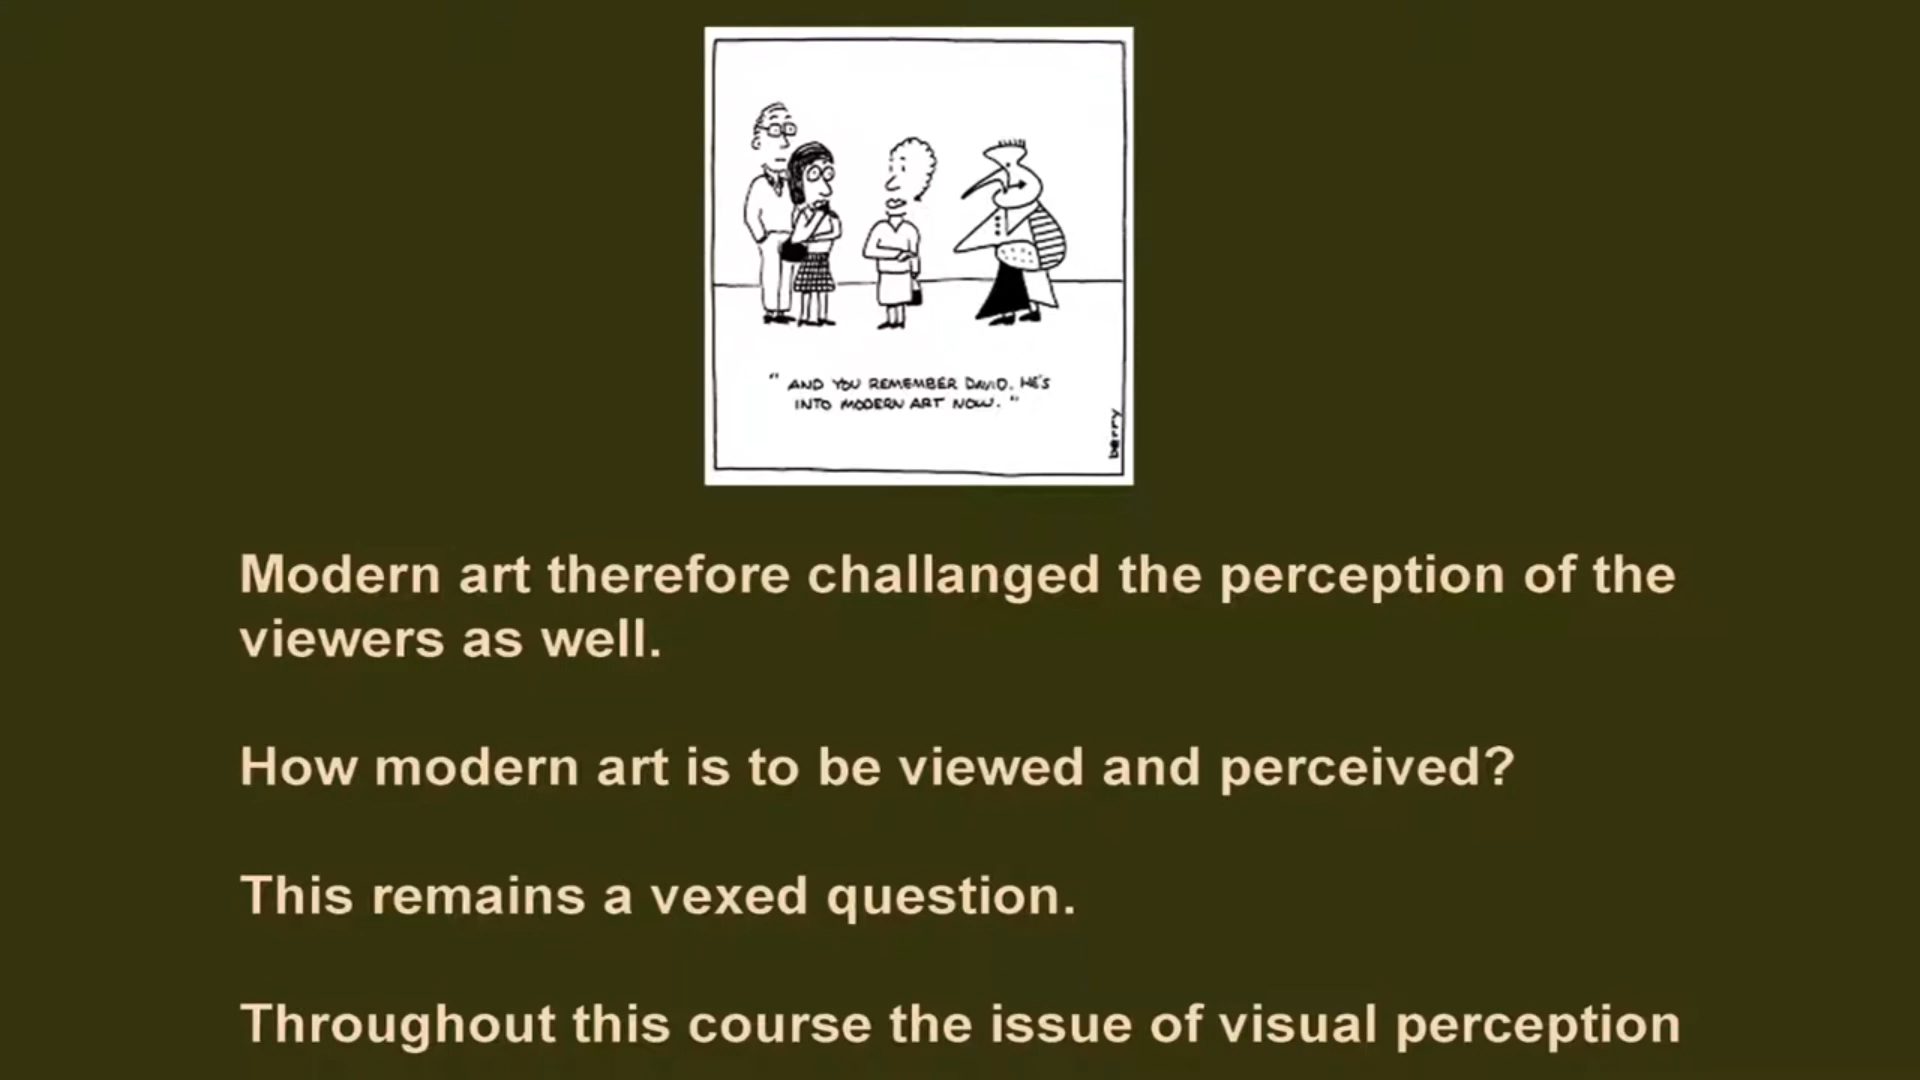 " AND YOU REMEMBER DAVID. HE'S
INTO MODERN ART NOW. "
berry
Modern art therefore challanged the perception of the
viewers as well.
How modern art is to be viewed and perceived?
This remains a vexed question.
Throughout this course the issue of visual perception